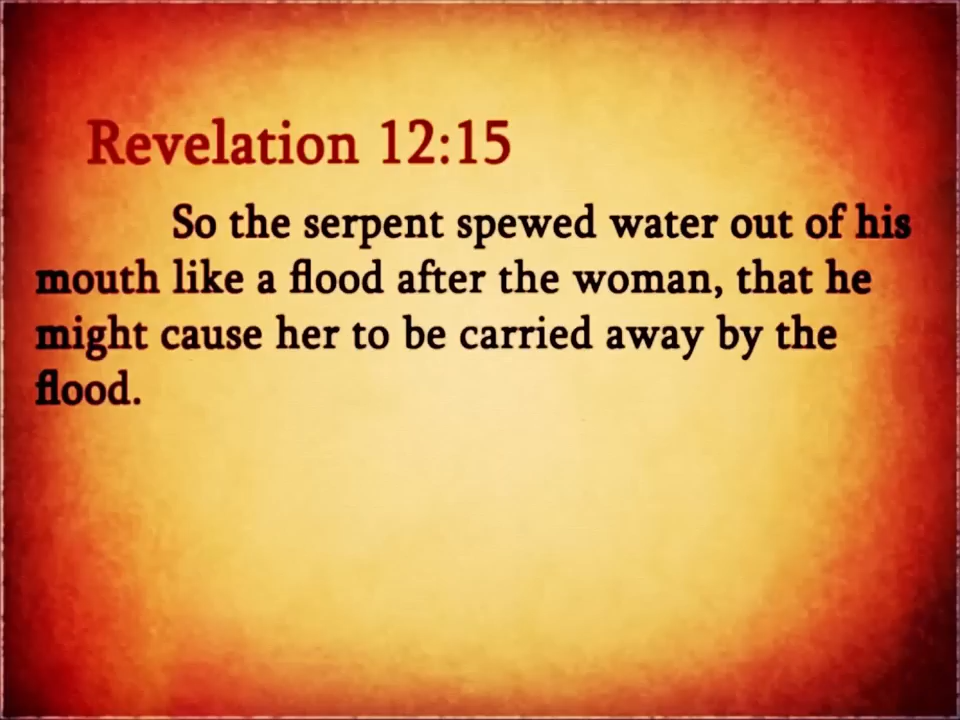 Revelation 12:15
So the serpent spewed water out of his
mouth like a flood after the woman, that he
might cause her to be carried away by the
flood.